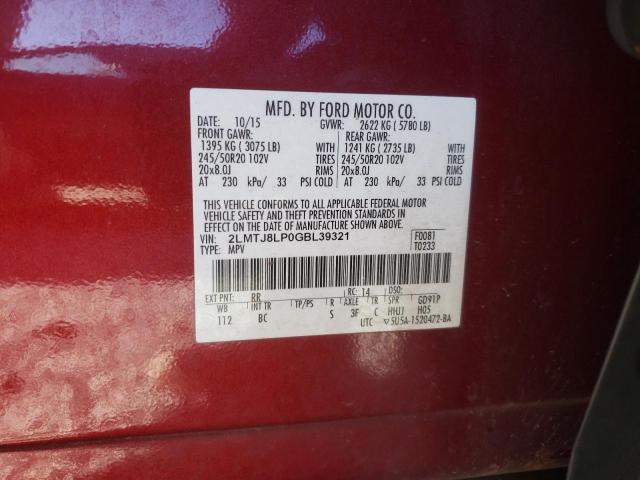 MFD. BY FORD MOTOR CO.
DATE: 10/15 GVWR: 2622 KG ( 5780 LB)
FRONT GAWR: REAR GAWR:
1395 KG ( 3075 LB) WITH 1241 KG ( 2735 LB) WITH
245/50R20 102V TIRES 245/50R20 102V TIRES
20x8.0J RIMS 20x8.0J RIMS
AT 230 kPa/ 33 PSI COLD AT 230 kPa/ 33 PSI COLD
THIS VEHICLE CONFORMS TO ALL APPLICABLE FEDERAL MOTOR
VEHICLE SAFETY AND THEFT PREVENTION STANDARDS IN
EFFECT ON THE DATE OF MANUFACTURE SHOWN ABOVE.
VIN: 2LMTJ8LP0GBL39321 F0081
TYPE: MPV T0233
EXT PNT: RR RC: 14 DSO:
WB INT TR TP/PS R AXLE TR SPR GD9TP
112 BC S 3F C HHJJ H05
UTC ▽5U5A-1520472-BA